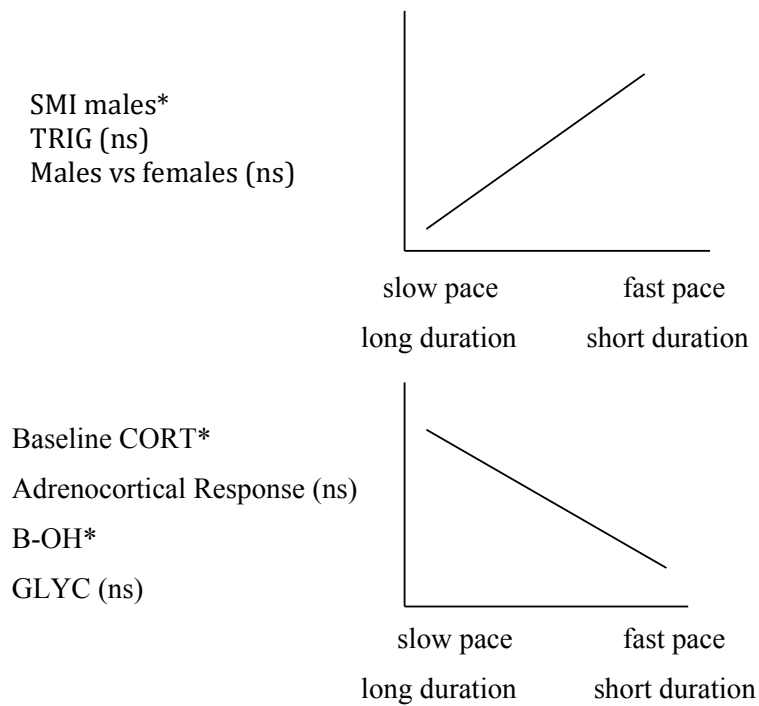 SMI males*
TRIG (ns)
Males vs females (ns)
slow pace fast pace
long duration short duration
Baseline CORT*
Adrenocortical Response (ns)
B-OH*
GLYC (ns)
slow pace fast pace
long duration short duration